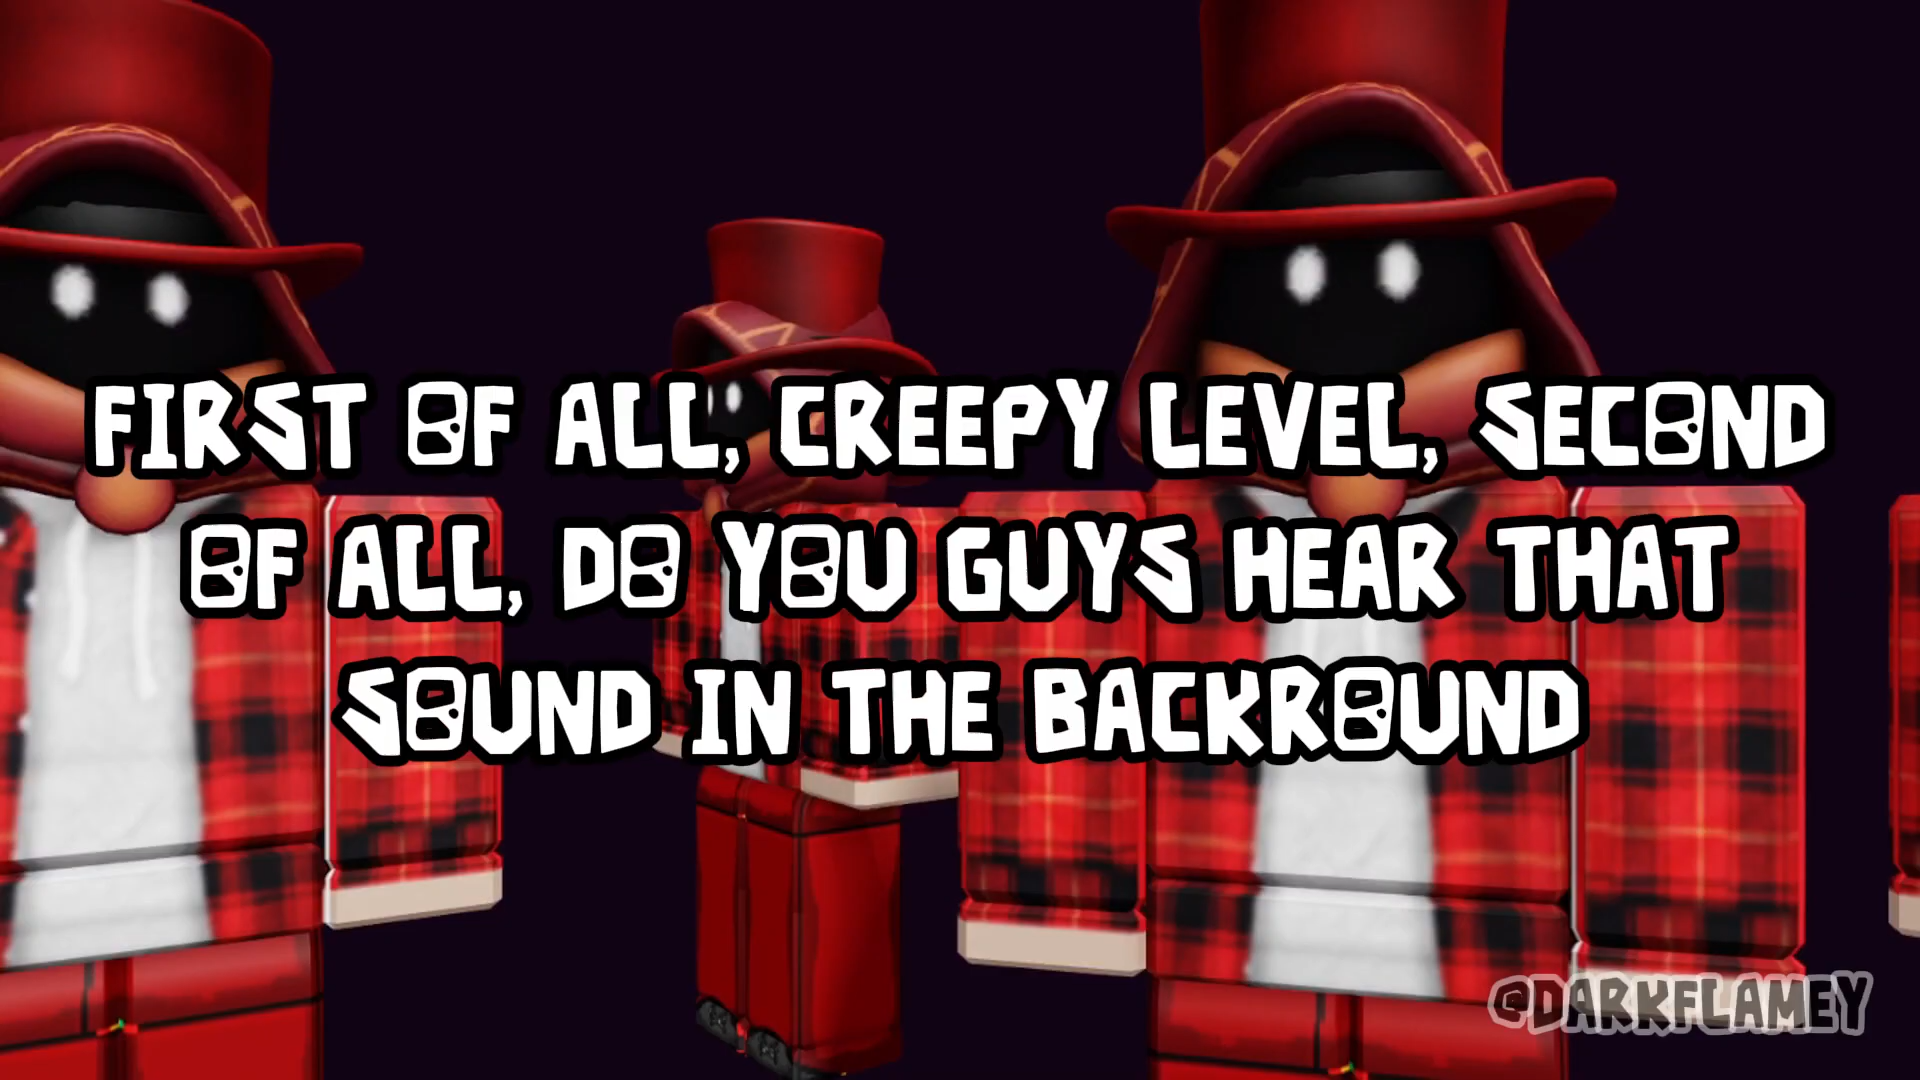 FIRST OF ALL, CREEPY LEVEL, SECOND
OF ALL, DO YOU GUYS HEAR THAT
SOUND IN THE BACKROUND
@DARKFLAMEY